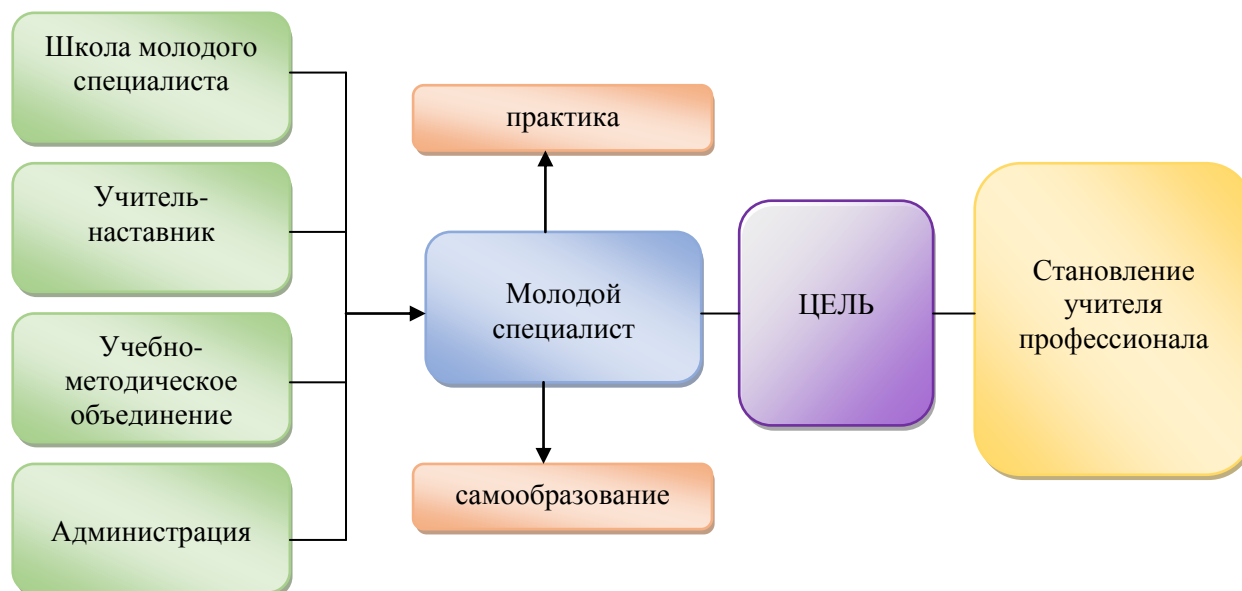 Школа молодого
специалиста
Учитель-
наставник
Учебно-
методическое
объединение
Администрация
практика
Молодой
специалист
самообразование
ЦЕЛЬ
Становление
учителя
профессионала